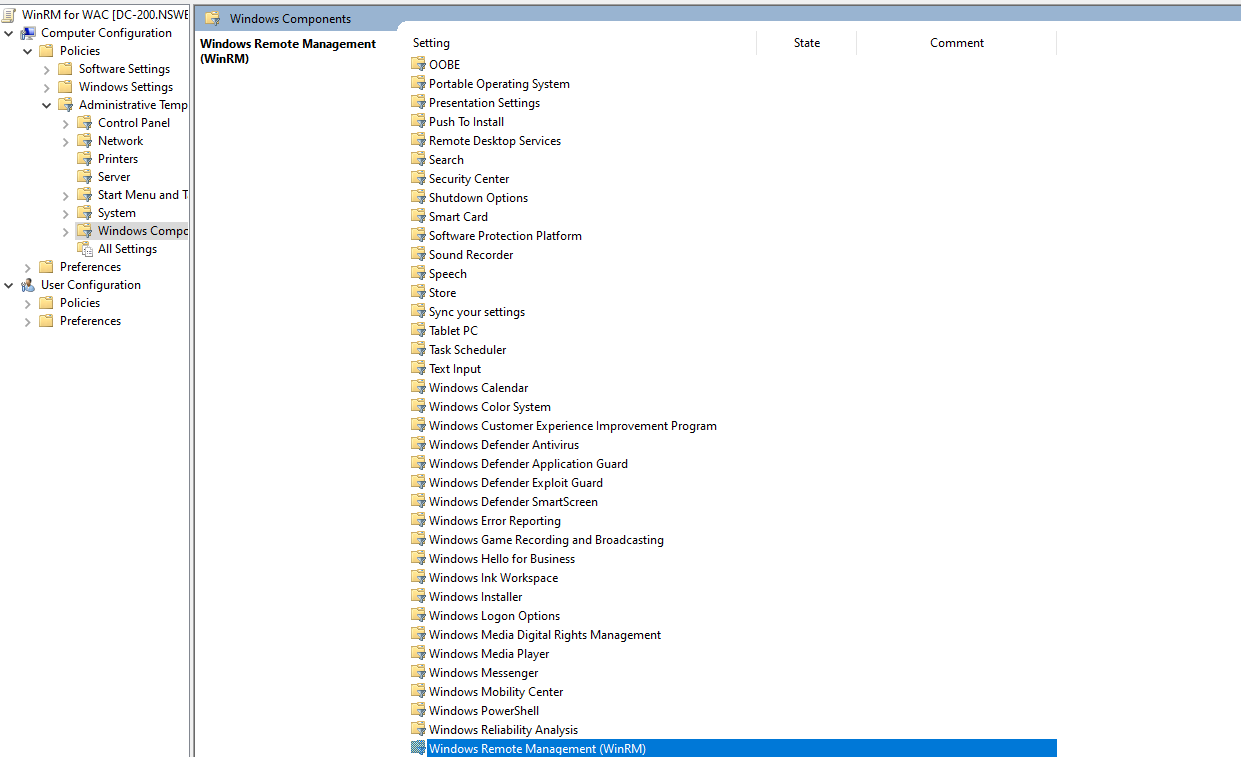 WinRM for WAC [DC-200.NSWE
Computer Configuration
Policies
Software Settings
Windows Settings
Administrative Temp
Control Panel
Network
Printers
Server
Start Menu and T
System
Windows Compo
All Settings
Preferences
User Configuration
Policies
Preferences
Windows Components
Windows Remote Management
(WinRM)
Setting State Comment
OOBE
Portable Operating System
Presentation Settings
Push To Install
Remote Desktop Services
Search
Security Center
Shutdown Options
Smart Card
Software Protection Platform
Sound Recorder
Speech
Store
Sync your settings
Tablet PC
Task Scheduler
Text Input
Windows Calendar
Windows Color System
Windows Customer Experience Improvement Program
Windows Defender Antivirus
Windows Defender Application Guard
Windows Defender Exploit Guard
Windows Defender SmartScreen
Windows Error Reporting
Windows Game Recording and Broadcasting
Windows Hello for Business
Windows Ink Workspace
Windows Installer
Windows Logon Options
Windows Media Digital Rights Management
Windows Media Player
Windows Messenger
Windows Mobility Center
Windows PowerShell
Windows Reliability Analysis
Windows Remote Management (WinRM)